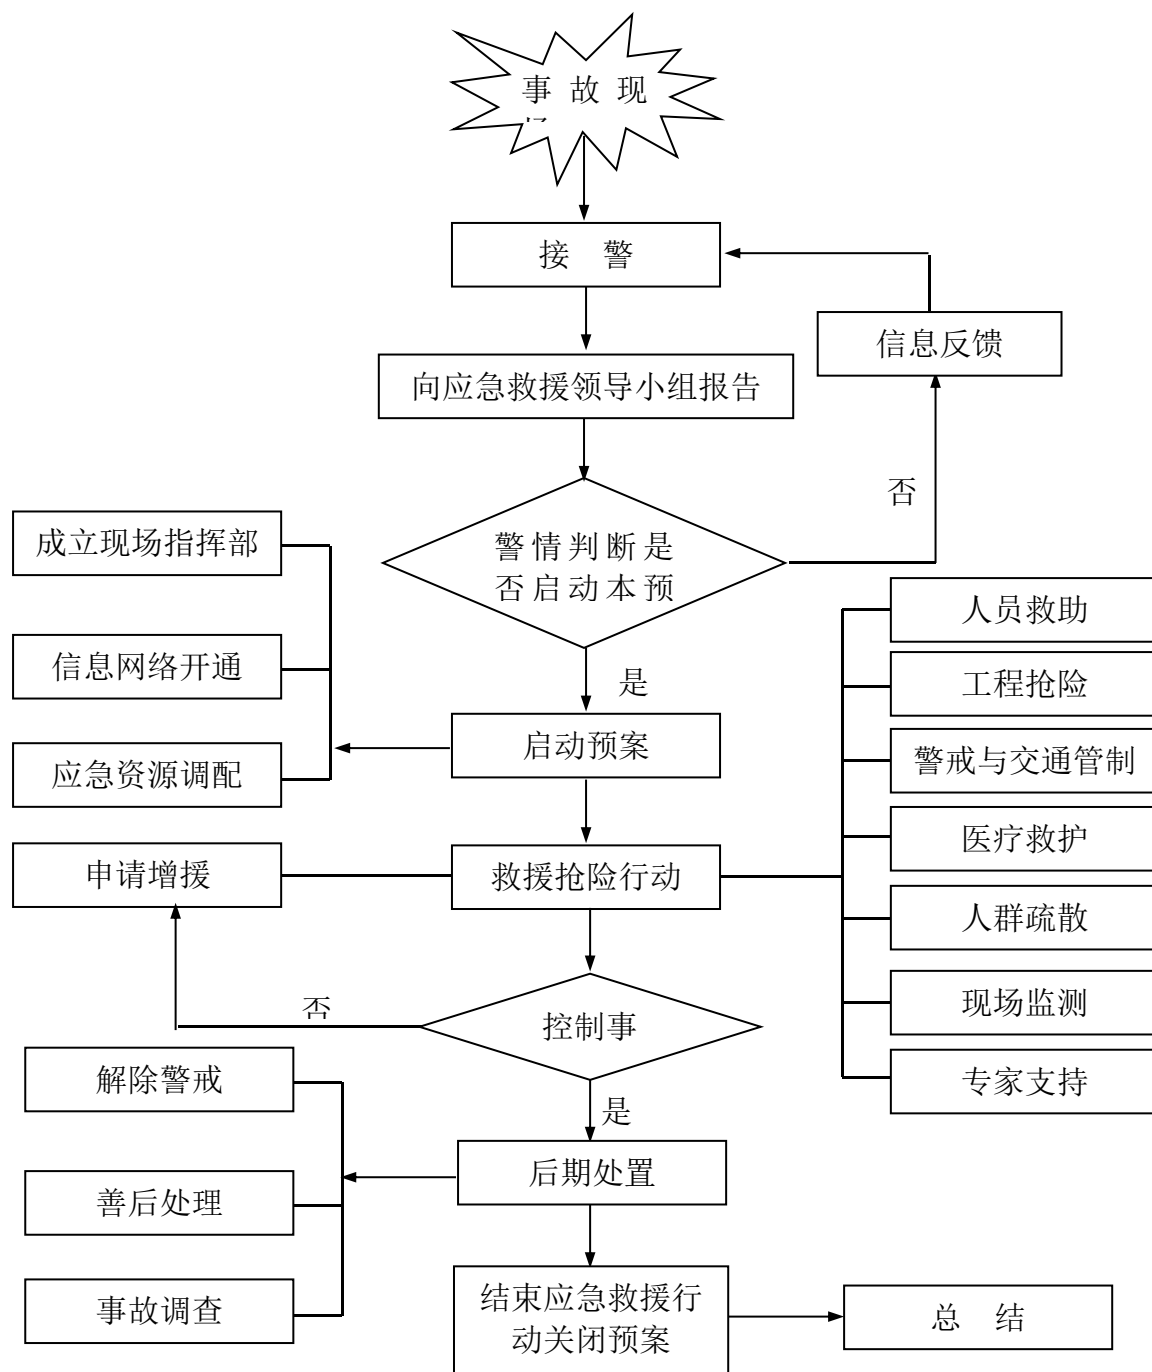 事故现
接 警
信息反馈
向应急救援领导小组报告
否
成立现场指挥部
警情判断是
否启动本预
人员救助
信息网络开通
是
工程抢险
启动预案
警戒与交通管制
应急资源调配
医疗救护
申请增援
救援抢险行动
人群疏散
现场监测
否
控制事
解除警戒
专家支持
是
后期处置
善后处理
结束应急救援行
动关闭预案
事故调查
总 结